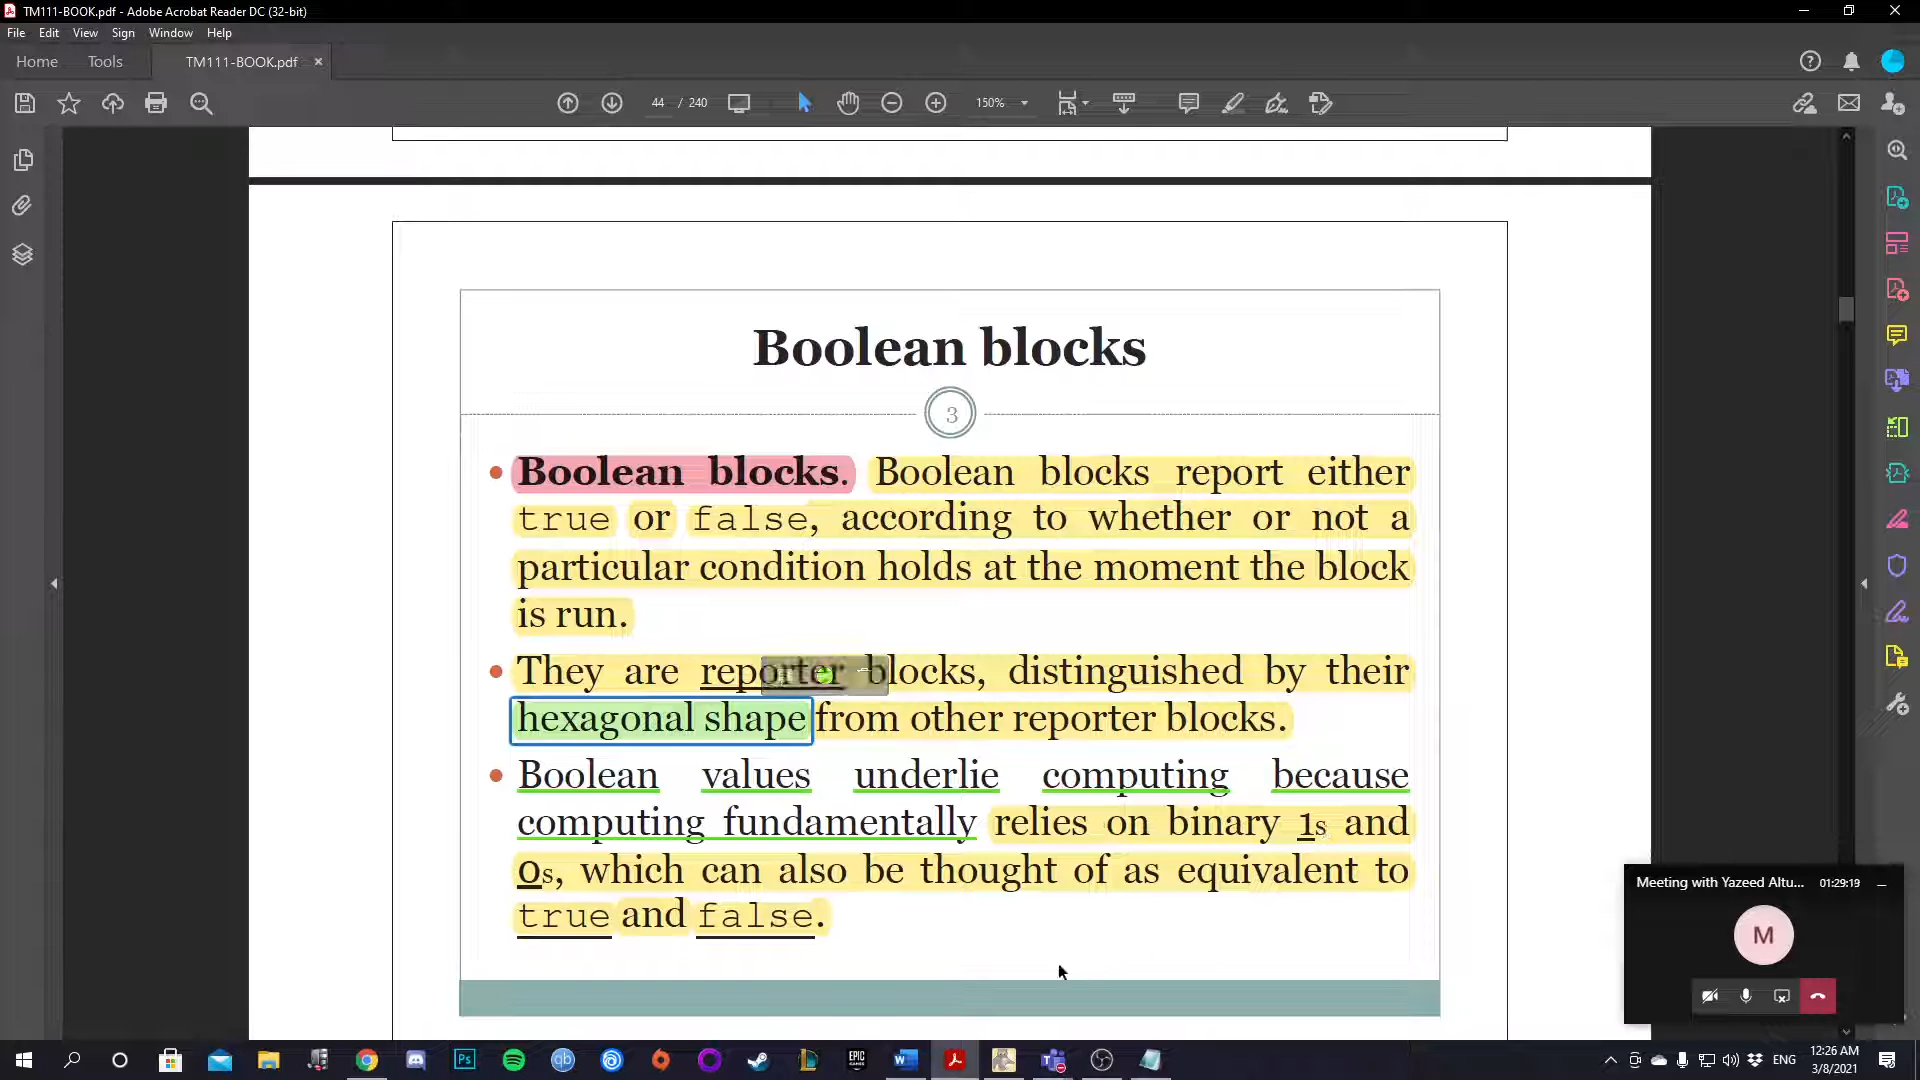 TM111-BOOK.pdf - Adobe Acrobat Reader DC (32-bit)
File Edit View Sign Window Help
Home Tools TM111-BOOK.pdf
44 / 240 150%
Boolean blocks
3
Boolean blocks. Boolean blocks report either
true or false, according to whether or not a
particular condition holds at the moment the block
is run.
They are reporter blocks, distinguished by their
hexagonal shape from other reporter blocks.
Boolean values underlie computing because
computing fundamentally relies on binary 1s and
0s, which can also be thought of as equivalent to
true and false.
Meeting with Yazeed Altu... 01:29:19
M
Ps
qb
EPIC GAMES
ENG
12:26 AM
3/8/2021